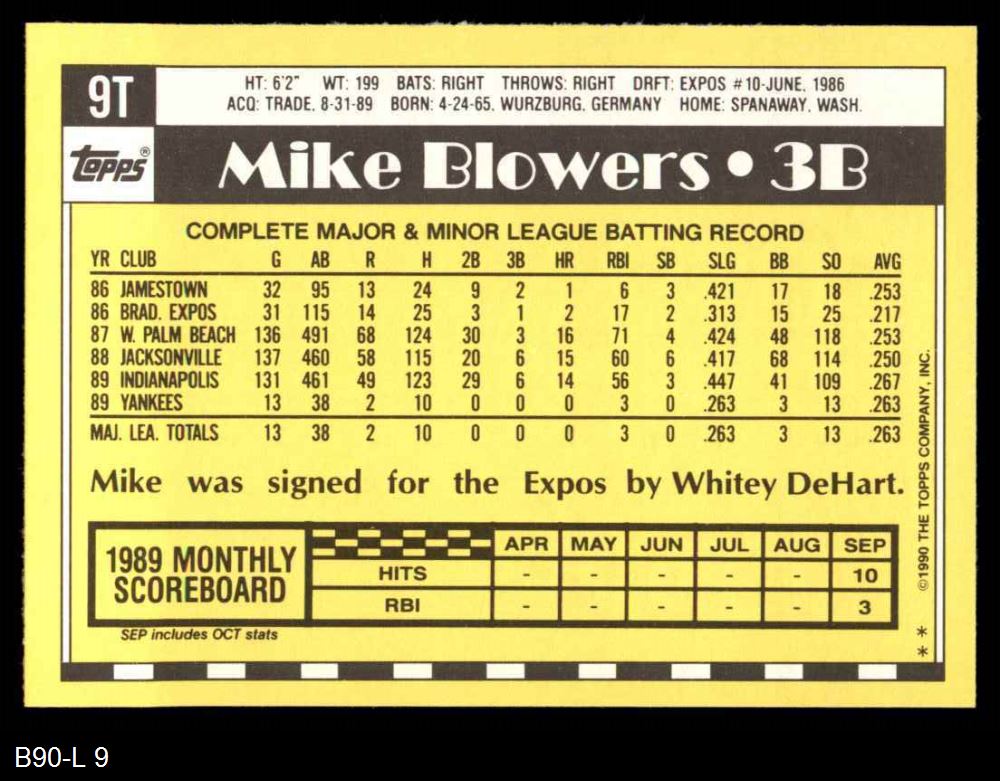 9T
HT: 6'2" WT: 199 BATS: RIGHT THROWS: RIGHT DRFT: EXPOS #10-JUNE, 1986
ACQ: TRADE, 8-31-89 BORN: 4-24-65, WURZBURG, GERMANY HOME: SPANAWAY, WASH.
Topps®
Mike Blowers • 3B
COMPLETE MAJOR & MINOR LEAGUE BATTING RECORD
YR CLUB G AB R H 2B 3B HR RBI SB SLG BB SO AVG
86 JAMESTOWN 32 95 13 24 9 2 1 6 3 .421 17 18 .253
86 BRAD. EXPOS 31 115 14 25 3 1 2 17 2 .313 15 25 .217
87 W. PALM BEACH 136 491 68 124 30 3 16 71 4 .424 48 118 .253
88 JACKSONVILLE 137 460 58 115 20 6 15 60 6 .417 68 114 .250
89 INDIANAPOLIS 131 461 49 123 29 6 14 56 3 .447 41 109 .267
89 YANKEES 13 38 2 10 0 0 0 3 0 .263 3 13 .263
MAJ. LEA. TOTALS 13 38 2 10 0 0 0 3 0 .263 3 13 .263
Mike was signed for the Expos by Whitey DeHart.
1989 MONTHLY
SCOREBOARD
APR MAY JUN JUL AUG SEP
HITS - - - - - 10
RBI - - - - - 3
SEP includes OCT stats
* * ©1990 THE TOPPS COMPANY, INC.
B90-L 9